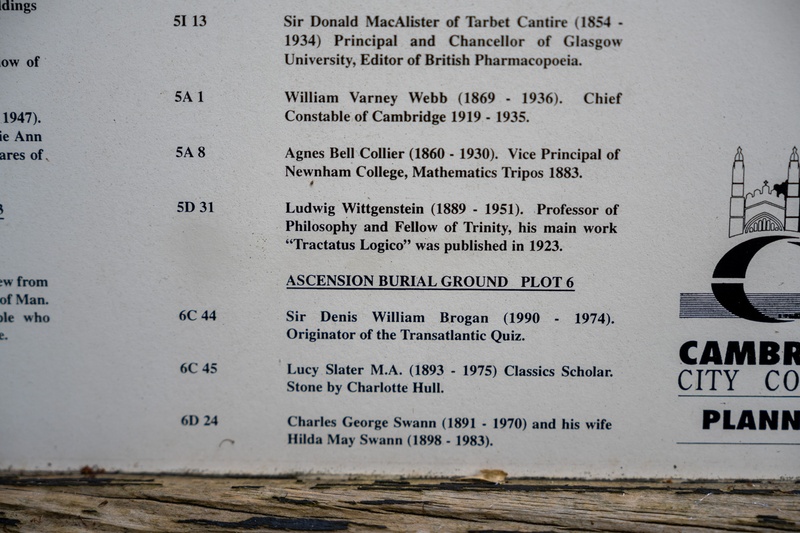 ldings
ow of
1947).
ie Ann
ares of
3
ew from
of Man.
ple who
e.
5I 13
Sir Donald MacAlister of Tarbet Cantire (1854 -
1934) Principal and Chancellor of Glasgow
University, Editor of British Pharmacopoeia.
5A 1
William Varney Webb (1869 - 1936). Chief
Constable of Cambridge 1919 - 1935.
5A 8
Agnes Bell Collier (1860 - 1930). Vice Principal of
Newnham College, Mathematics Tripos 1883.
5D 31
Ludwig Wittgenstein (1889 - 1951). Professor of
Philosophy and Fellow of Trinity, his main work
“Tractatus Logico” was published in 1923.
ASCENSION BURIAL GROUND PLOT 6
6C 44
Sir Denis William Brogan (1990 - 1974).
Originator of the Transatlantic Quiz.
6C 45
Lucy Slater M.A. (1893 - 1975) Classics Scholar.
Stone by Charlotte Hull.
6D 24
Charles George Swann (1891 - 1970) and his wife
Hilda May Swann (1898 - 1983).
CAMBR
CITY CO
PLANN